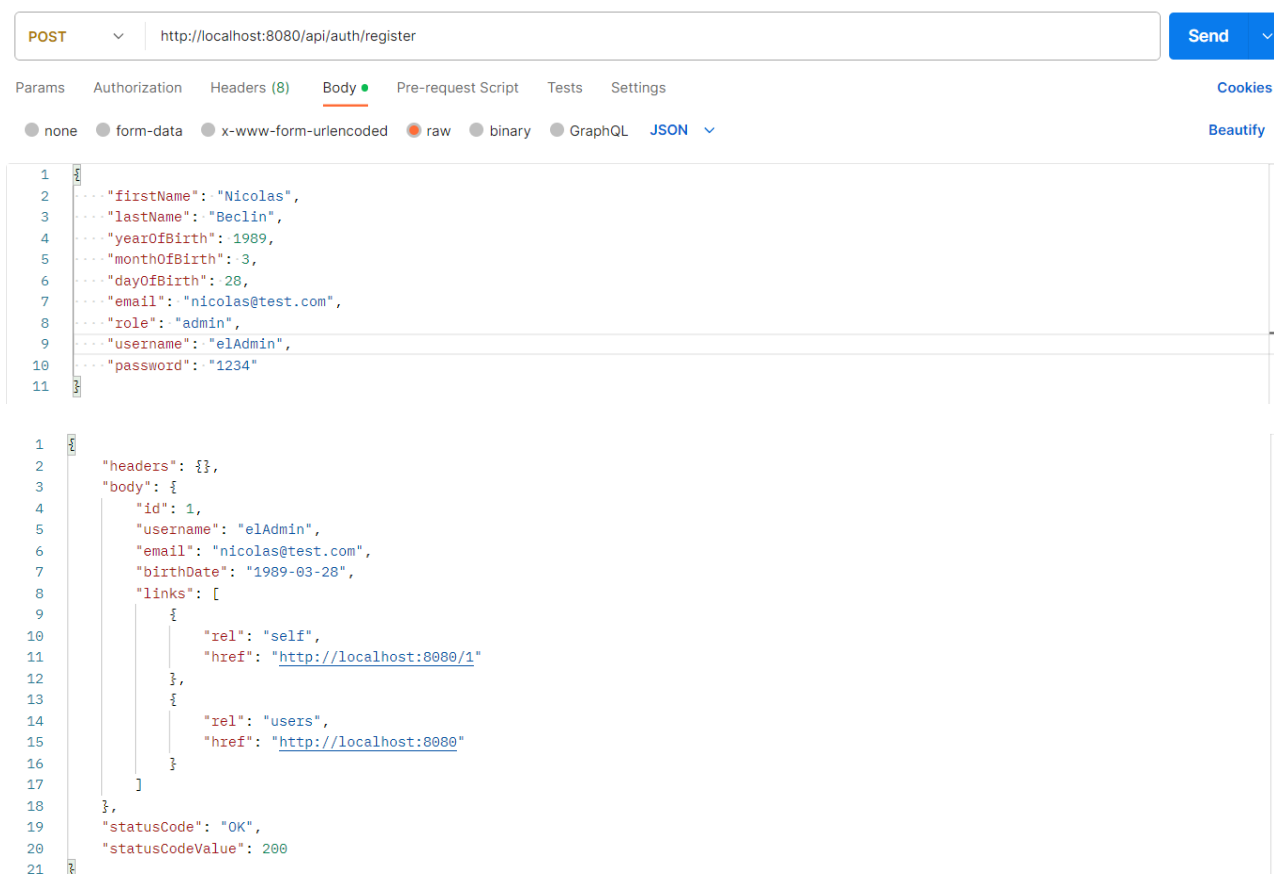 POST http://localhost:8080/api/auth/register Send
Params Authorization Headers (8) Body Pre-request Script Tests Settings Cookies
none form-data x-www-form-urlencoded raw binary GraphQL JSON Beautify
1 {
2 "firstName": "Nicolas",
3 "lastName": "Beclin",
4 "yearOfBirth": 1989,
5 "monthOfBirth": 3,
6 "dayOfBirth": 28,
7 "email": "nicolas@test.com",
8 "role": "admin",
9 "username": "elAdmin",
10 "password": "1234"
11 }
1 {
2 "headers": {},
3 "body": {
4 "id": 1,
5 "username": "elAdmin",
6 "email": "nicolas@test.com",
7 "birthDate": "1989-03-28",
8 "links": [
9 {
10 "rel": "self",
11 "href": "http://localhost:8080/1"
12 },
13 {
14 "rel": "users",
15 "href": "http://localhost:8080"
16 }
17 ]
18 },
19 "statusCode": "OK",
20 "statusCodeValue": 200
21 }